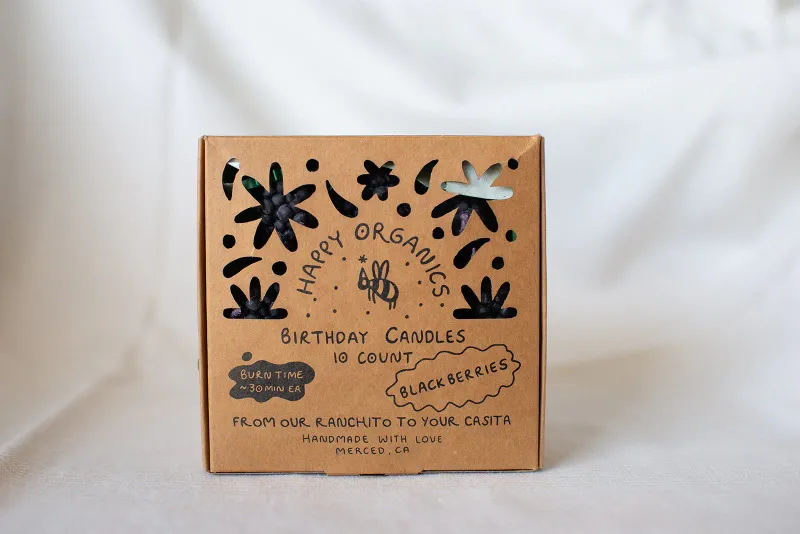 HAPPY ORGANICS
BIRTHDAY CANDLES
10 COUNT
BURN TIME
~30 MIN EA
BLACKBERRIES
FROM OUR RANCHITO TO YOUR CASITA
HANDMADE WITH LOVE
MERCED, CA